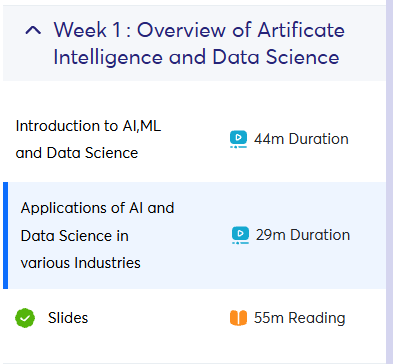 Week 1 : Overview of Artificate
Intelligence and Data Science
Introduction to AI,ML
and Data Science
44m Duration
Applications of AI and
Data Science in
various Industries
29m Duration
Slides
55m Reading